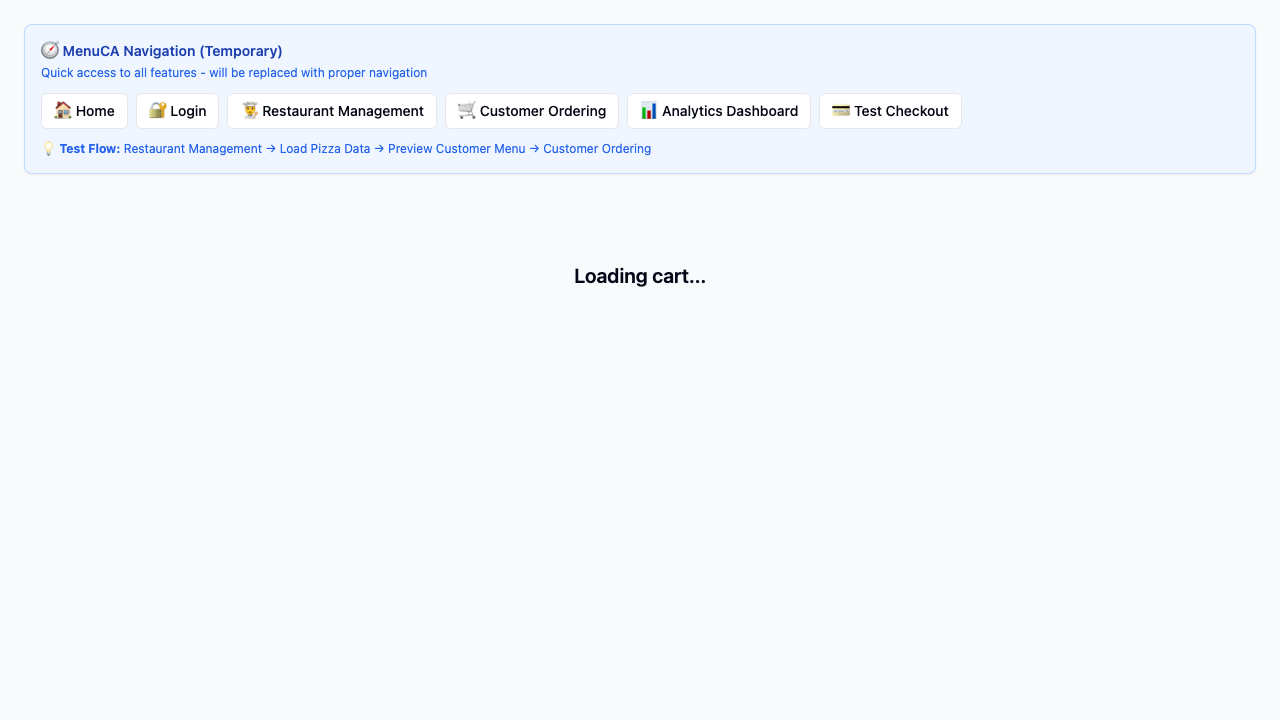 🧭 MenuCA Navigation (Temporary)
Quick access to all features - will be replaced with proper navigation
🏠 Home 🔐 Login 👨‍🍳 Restaurant Management 🛒 Customer Ordering 📊 Analytics Dashboard 💳 Test Checkout
💡 Test Flow: Restaurant Management → Load Pizza Data → Preview Customer Menu → Customer Ordering
Loading cart...